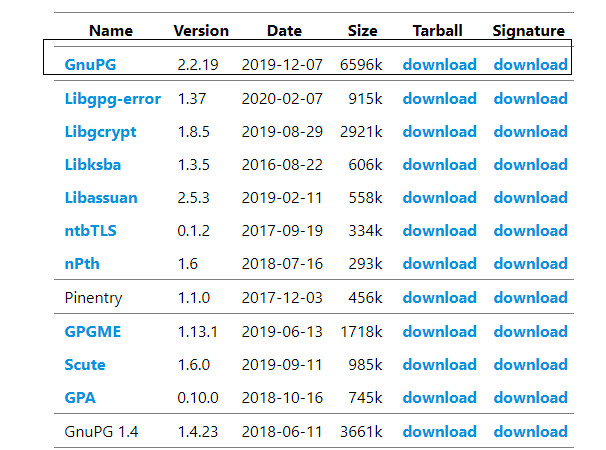 Name Version Date Size Tarball Signature
GnuPG 2.2.19 2019-12-07 6596k download download
Libgpg-error 1.37 2020-02-07 915k download download
Libgcrypt 1.8.5 2019-08-29 2921k download download
Libksba 1.3.5 2016-08-22 606k download download
Libassuan 2.5.3 2019-02-11 558k download download
ntbTLS 0.1.2 2017-09-19 334k download download
nPth 1.6 2018-07-16 293k download download
Pinentry 1.1.0 2017-12-03 456k download download
GPGME 1.13.1 2019-06-13 1718k download download
Scute 1.6.0 2019-09-11 985k download download
GPA 0.10.0 2018-10-16 745k download download
GnuPG 1.4 1.4.23 2018-06-11 3661k download download